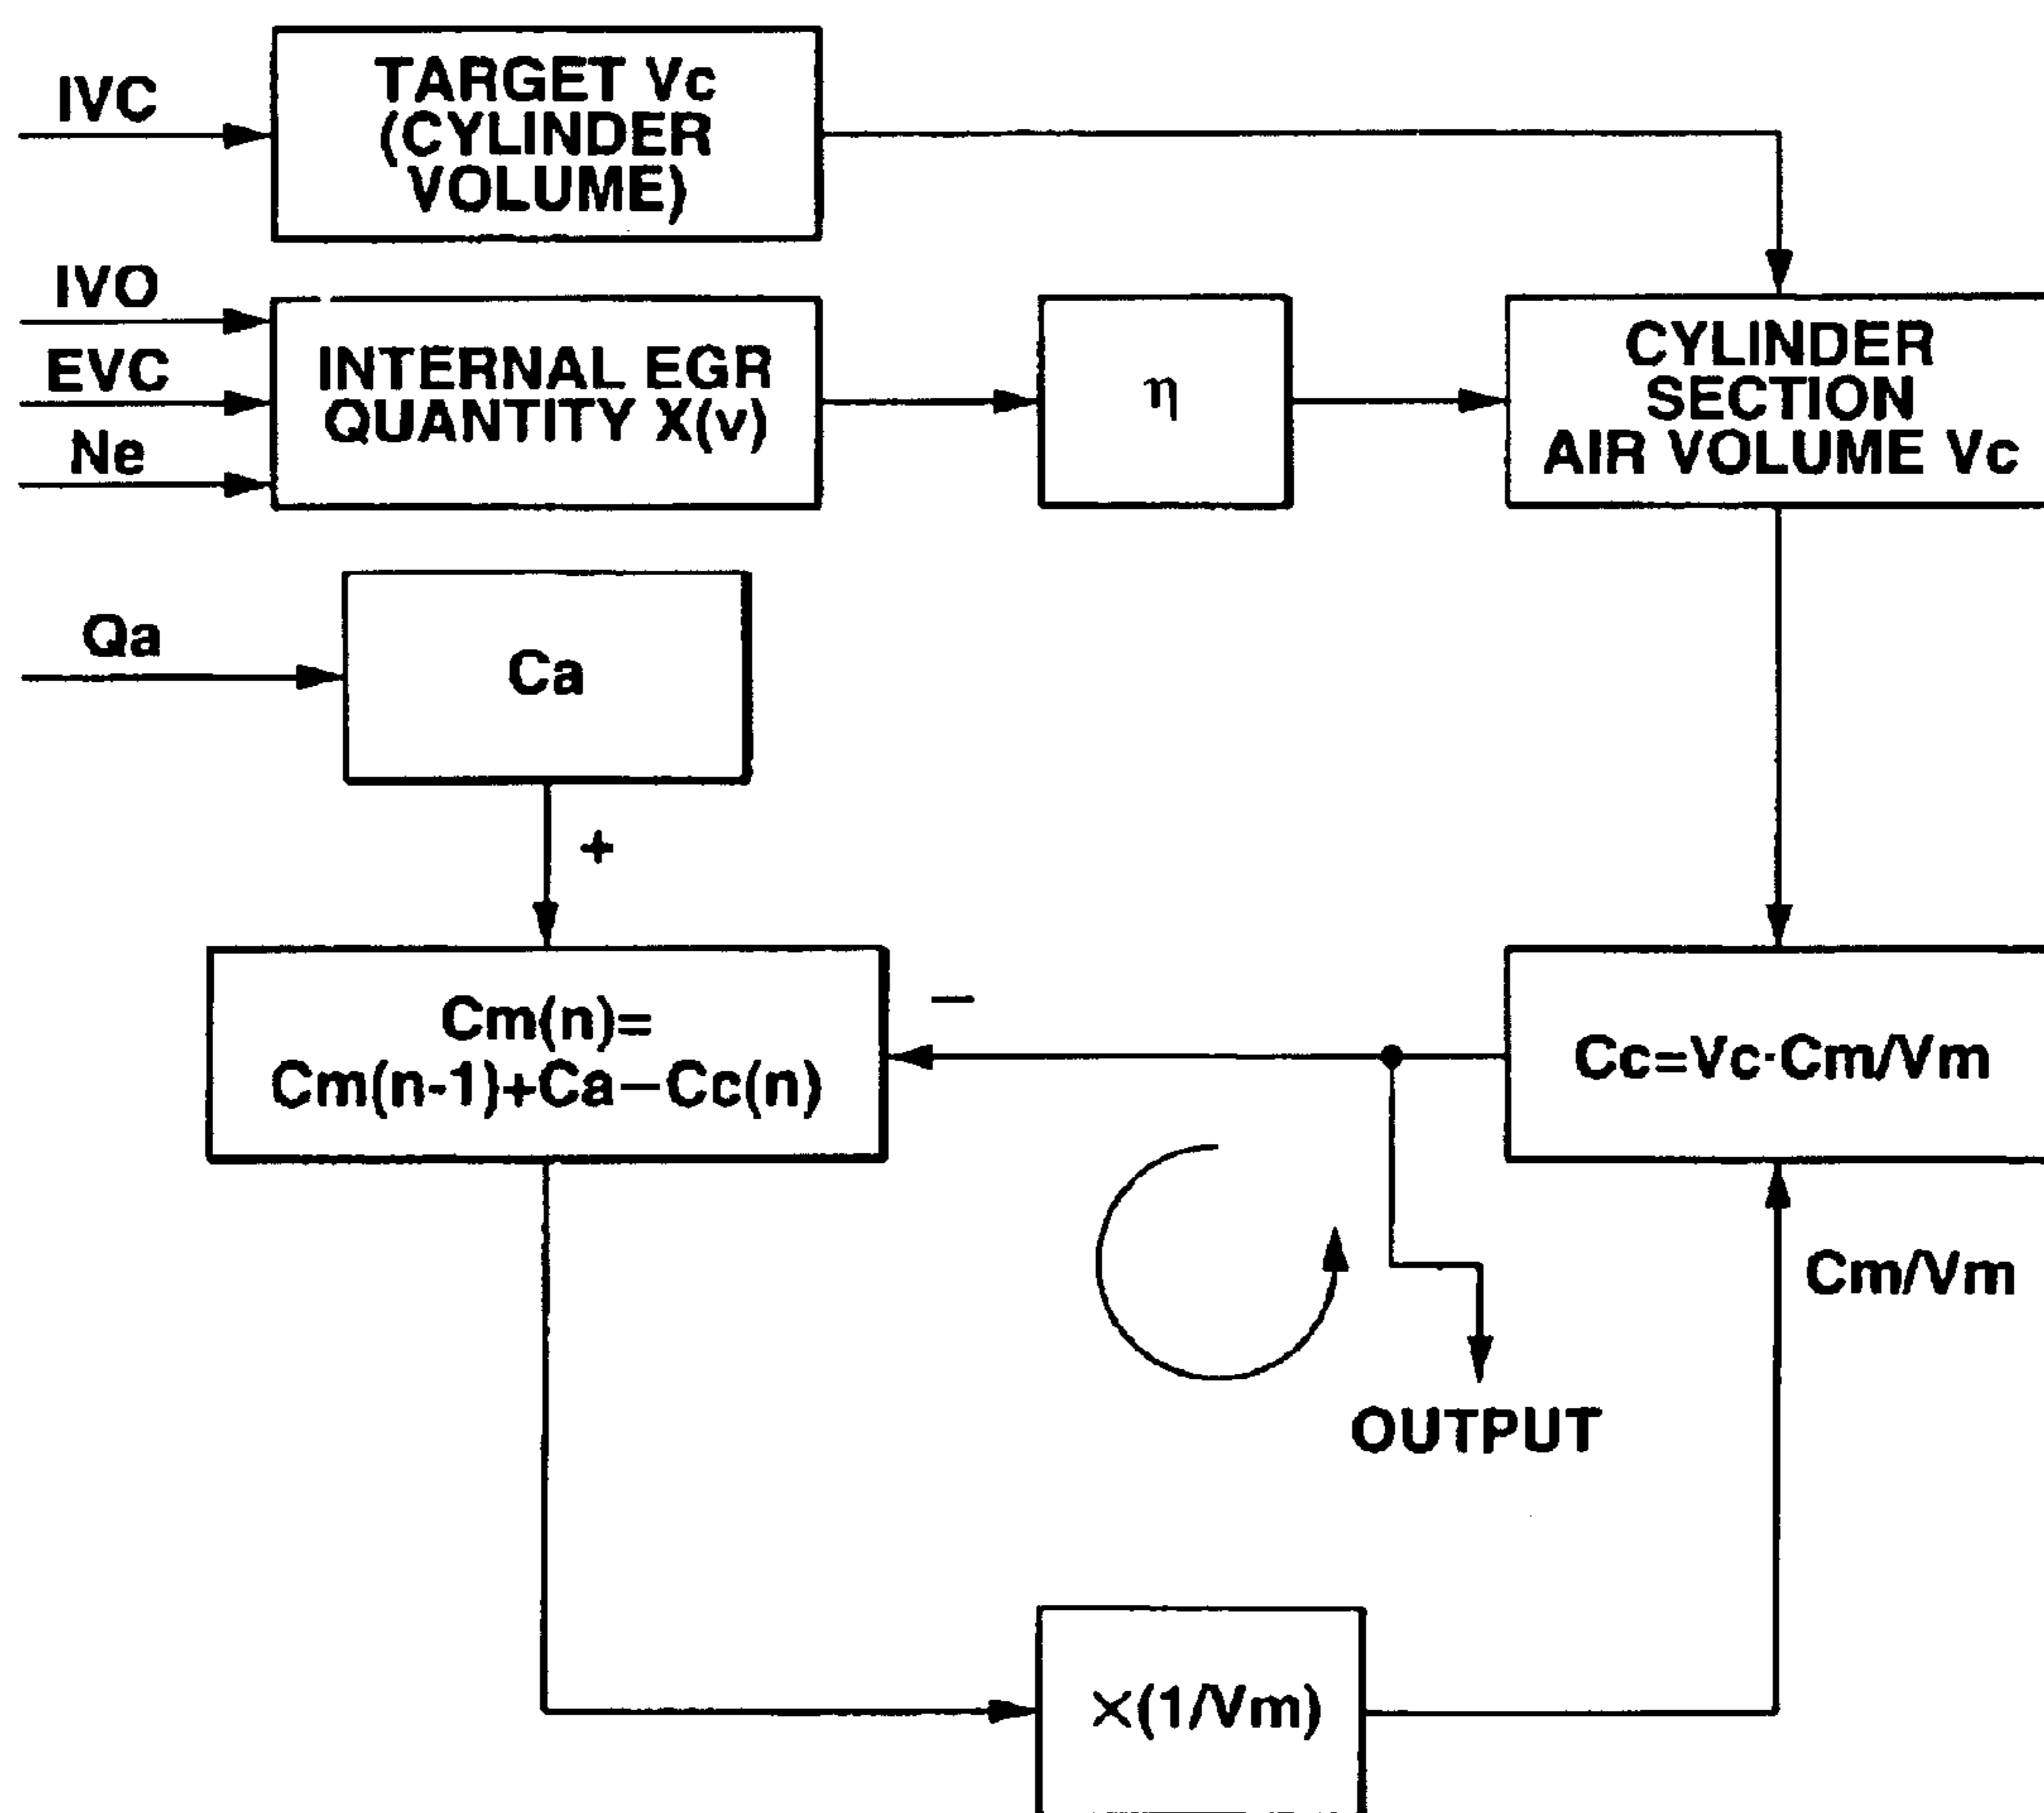 IVC
TARGET Vc
(CYLINDER
VOLUME)
IVO
EVC
Ne
INTERNAL EGR
QUANTITY X(v)
η
CYLINDER
SECTION
AIR VOLUME Vc
Qa
Ca
+
Cm(n)=
Cm(n-1)+Ca−Cc(n)
−
Cc=Vc·Cm/Vm
Cm/Vm
OUTPUT
×(1/Vm)